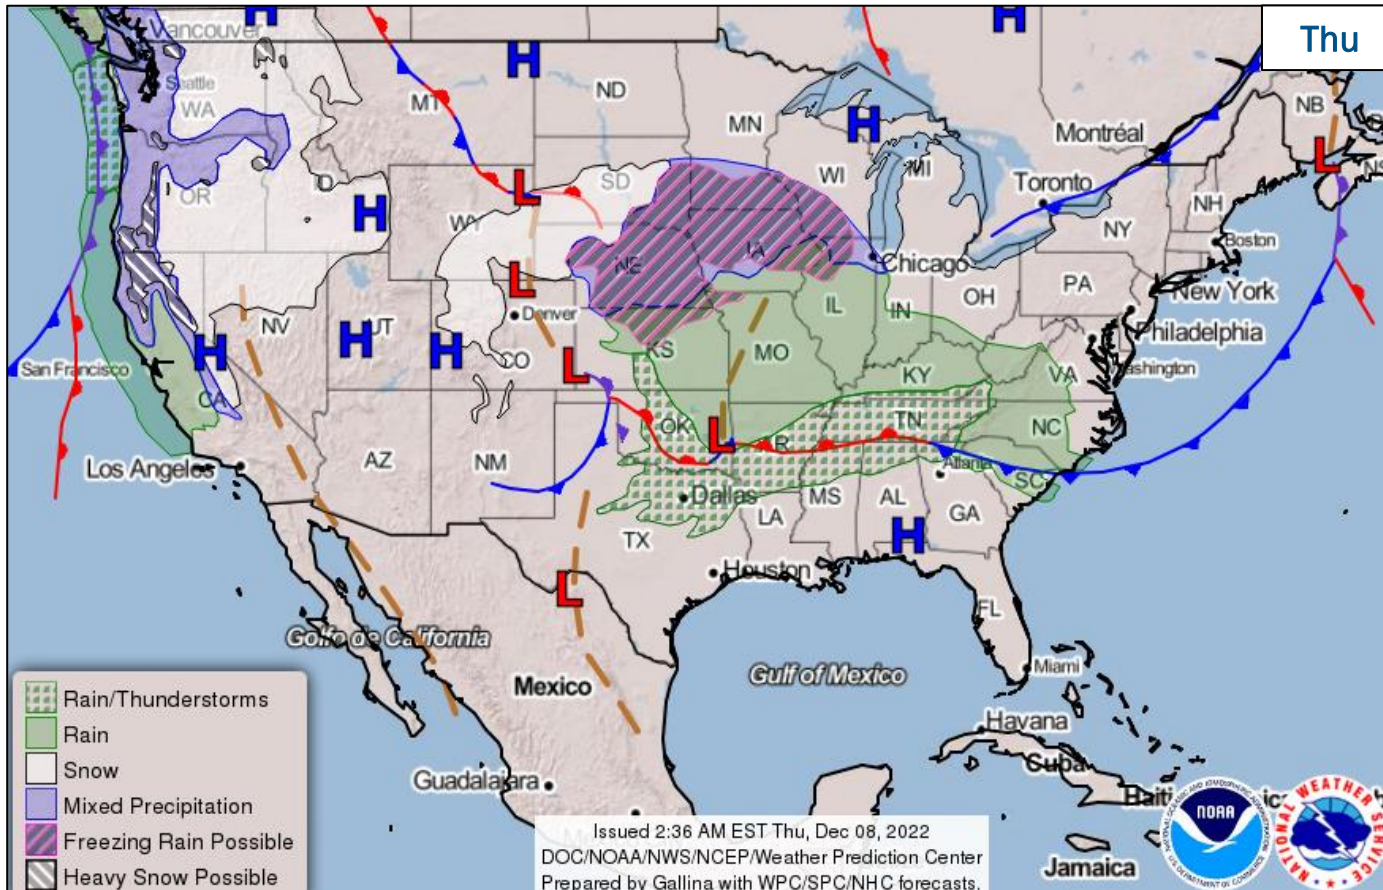 Thu
H
H
Vancouver
H
MT
ND
NB
MN
H
Montréal
Seattle
WA
WI
MI
L
OR
SD
Toronto
NH
H
L
WY
NY
Boston
NE
IA
Chicago
PA
New York
L
OH
IL
IN
Denver
NV
UT
H
Philadelphia
San Francisco
H
H
CO
KS
MO
L
KY
VA
Washington
CA
OK
L
TN
NC
AZ
NM
Los Angeles
Atlanta
SC
Dallas
MS
AL
GA
LA
H
TX
Houston
L
FL
Golfo de California
Gulf of Mexico
Miami
Mexico
Havana
Cuba
Guadalajara
Haiti
Jamaica
Rain/Thunderstorms
Rain
Snow
Mixed Precipitation
Freezing Rain Possible
Heavy Snow Possible
Issued 2:36 AM EST Thu, Dec 08, 2022
DOC/NOAA/NWS/NCEP/Weather Prediction Center
Prepared by Gallina with WPC/SPC/NHC forecasts.
NOAA
NATIONAL WEATHER SERVICE